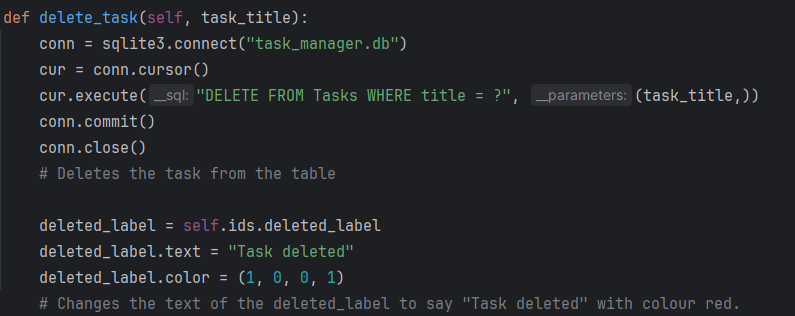 def delete_task(self, task_title):
    conn = sqlite3.connect("task_manager.db")
    cur = conn.cursor()
    cur.execute(__sql: "DELETE FROM Tasks WHERE title = ?", __parameters: (task_title,))
    conn.commit()
    conn.close()
    # Deletes the task from the table

    deleted_label = self.ids.deleted_label
    deleted_label.text = "Task deleted"
    deleted_label.color = (1, 0, 0, 1)
    # Changes the text of the deleted_label to say "Task deleted" with colour red.